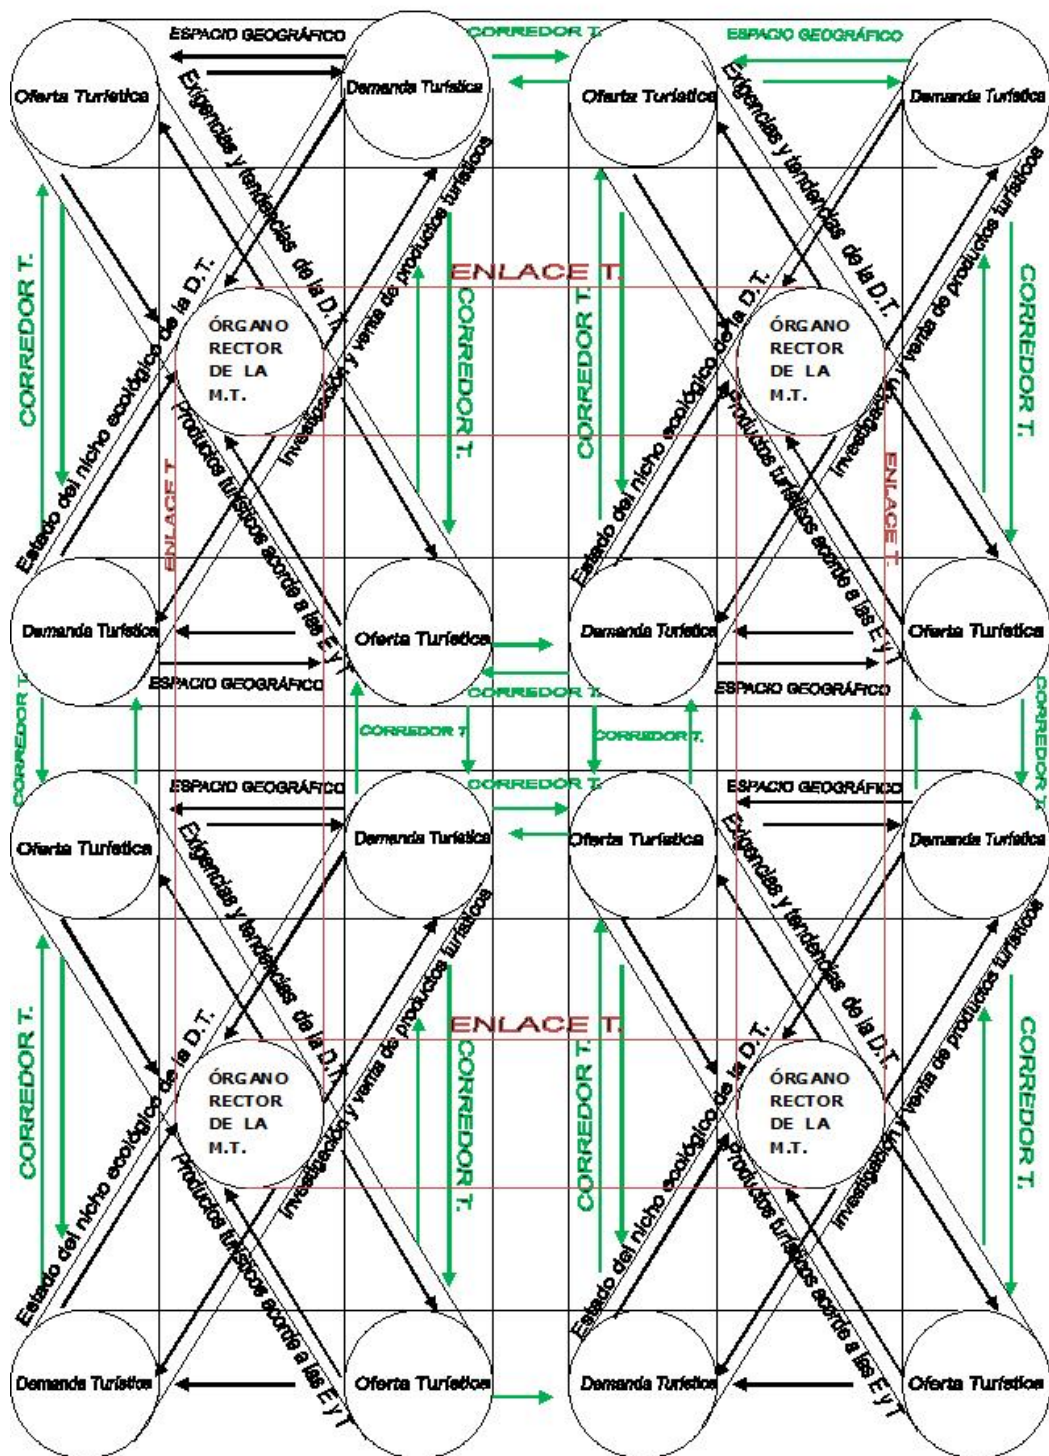 ESPACIO GEOGRÁFICO
CORREDOR T.
ESPACIO GEOGRÁFICO
Oferta Turística
Demanda Turística
Oferta Turística
Demanda Turística
Exigencias y tendencias de la D.T.
Exigencias y tendencias de la D.T.
CORREDOR T.
Estado del nicho ecológico de la D.T.
Investigación y venta de productos turísticos
CORREDOR T.
ENLACE T.
CORREDOR T.
Estado del nicho ecológico de la D.T.
Investigación y venta de productos turísticos
CORREDOR T.
ÓRGANO
RECTOR
DE LA
M.T.
ÓRGANO
RECTOR
DE LA
M.T.
ENLACE T.
Productos turísticos acorde a las E y T
Productos turísticos acorde a las E y T
ENLACE T.
Demanda Turística
Oferta Turística
Demanda Turística
Oferta Turística
ESPACIO GEOGRÁFICO
CORREDOR T.
ESPACIO GEOGRÁFICO
CORREDOR T.
CORREDOR T.
CORREDOR T.
CORREDOR T.
ESPACIO GEOGRÁFICO
CORREDOR T.
ESPACIO GEOGRÁFICO
Oferta Turística
Demanda Turística
Oferta Turística
Demanda Turística
Exigencias y tendencias de la D.T.
Exigencias y tendencias de la D.T.
CORREDOR T.
Estado del nicho ecológico de la D.T.
Investigación y venta de productos turísticos
CORREDOR T.
ENLACE T.
CORREDOR T.
Estado del nicho ecológico de la D.T.
Investigación y venta de productos turísticos
CORREDOR T.
ÓRGANO
RECTOR
DE LA
M.T.
ÓRGANO
RECTOR
DE LA
M.T.
Productos turísticos acorde a las E y T
Productos turísticos acorde a las E y T
Demanda Turística
Oferta Turística
Demanda Turística
Oferta Turística